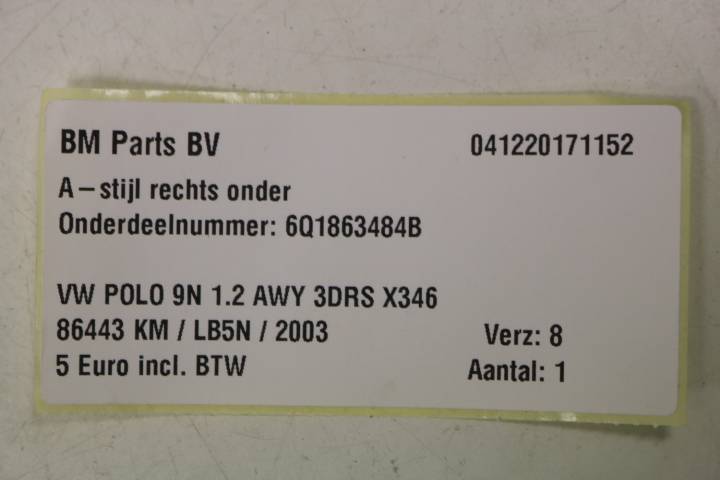 BM Parts BV 041220171152
A-stijl rechts onder
Onderdeelnummer: 6Q1863484B
VW POLO 9N 1.2 AWY 3DRS X346
86443 KM / LB5N / 2003 Verz: 8
5 Euro incl. BTW Aantal: 1